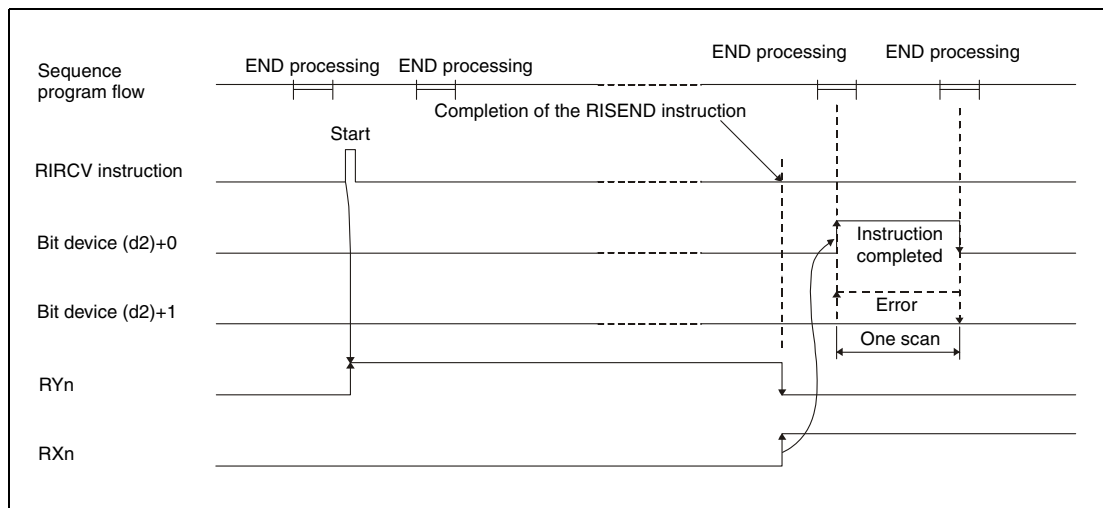 END processing
END processing
END processing
END processing
Sequence
program flow
Completion of the RISEND instruction
Start
RIRCV instruction
Bit device (d2)+0
Instruction
completed
Bit device (d2)+1
Error
One scan
RYn
RXn